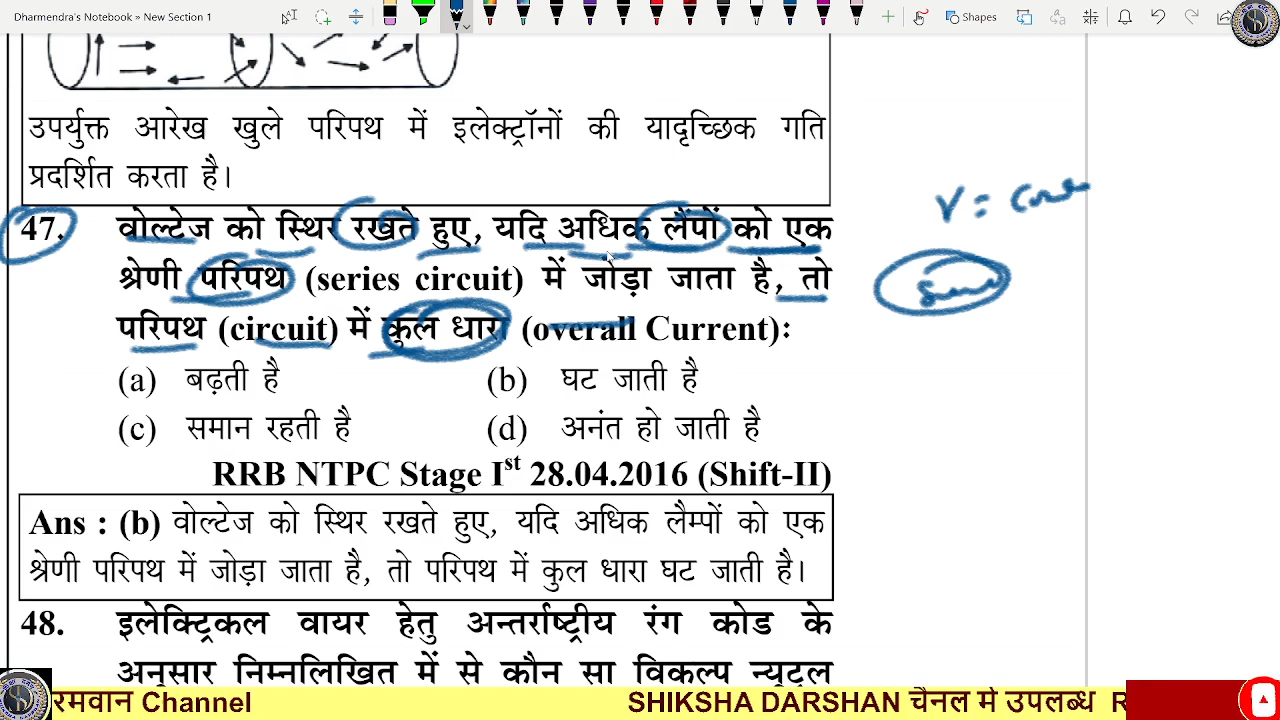 Dharmendra's Notebook » New Section 1
Shapes
उपर्युक्त आरेख खुले परिपथ में इलेक्ट्रॉनों की यादृच्छिक गति
प्रदर्शित करता है।
47. वोल्टेज को स्थिर रखते हुए, यदि अधिक लैंपों को एक
श्रेणी परिपथ (series circuit) में जोड़ा जाता है, तो
परिपथ (circuit) में कुल धारा (overall Current):
V =
(a) बढ़ती है (b) घट जाती है
(c) समान रहती है (d) अनंत हो जाती है
RRB NTPC Stage Ist 28.04.2016 (Shift-II)
Ans : (b) वोल्टेज को स्थिर रखते हुए, यदि अधिक लैम्पों को एक
श्रेणी परिपथ में जोड़ा जाता है, तो परिपथ में कुल धारा घट जाती है।
48. इलेक्ट्रिकल वायर हेतु अन्तर्राष्ट्रीय रंग कोड के
अनुसार निम्नलिखित में से कौन सा विकल्प न्यूट्रल
रमवान Channel SHIKSHA DARSHAN चैनल में उपलब्ध R